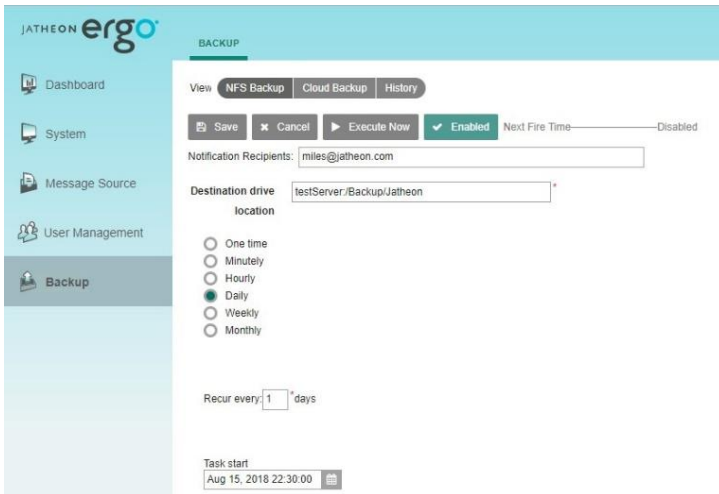 JATHEON ergo
BACKUP
Dashboard
System
Message Source
User Management
Backup
View NFS Backup Cloud Backup History
Save Cancel Execute Now Enabled Next Fire Time Disabled
Notification Recipients: miles@jatheon.com
Destination drive testServer:/Backup/Jatheon *
location
One time
Minutely
Hourly
Daily
Weekly
Monthly
Recur every: 1 * days
Task start
Aug 15, 2018 22:30:00